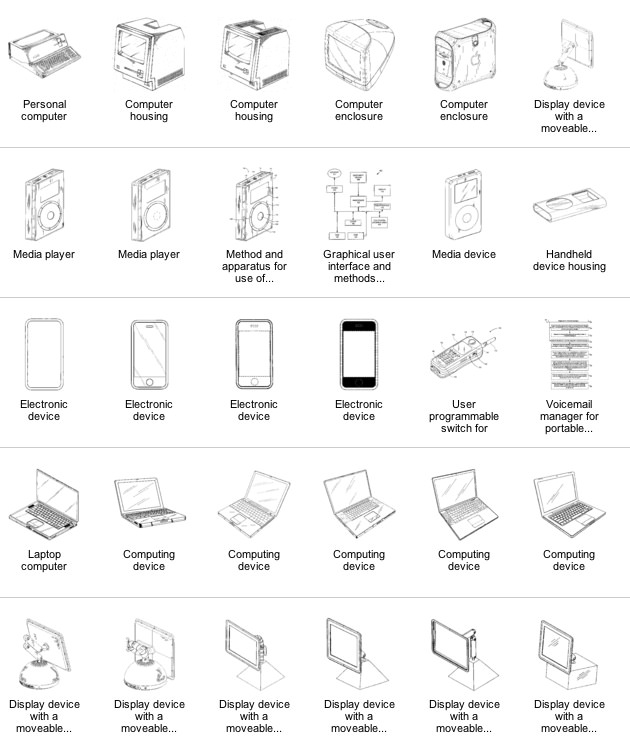 Personal computer
Computer housing
Computer housing
Computer enclosure
Computer enclosure
Display device with a moveable...
Media player
Media player
Method and apparatus for use of...
Graphical user interface and methods...
Media device
Handheld device housing
Electronic device
Electronic device
Electronic device
Electronic device
User programmable switch for
Voicemail manager for portable...
Laptop computer
Computing device
Computing device
Computing device
Computing device
Computing device
Display device with a moveable...
Display device with a moveable...
Display device with a moveable...
Display device with a moveable...
Display device with a moveable...
Display device with a moveable...